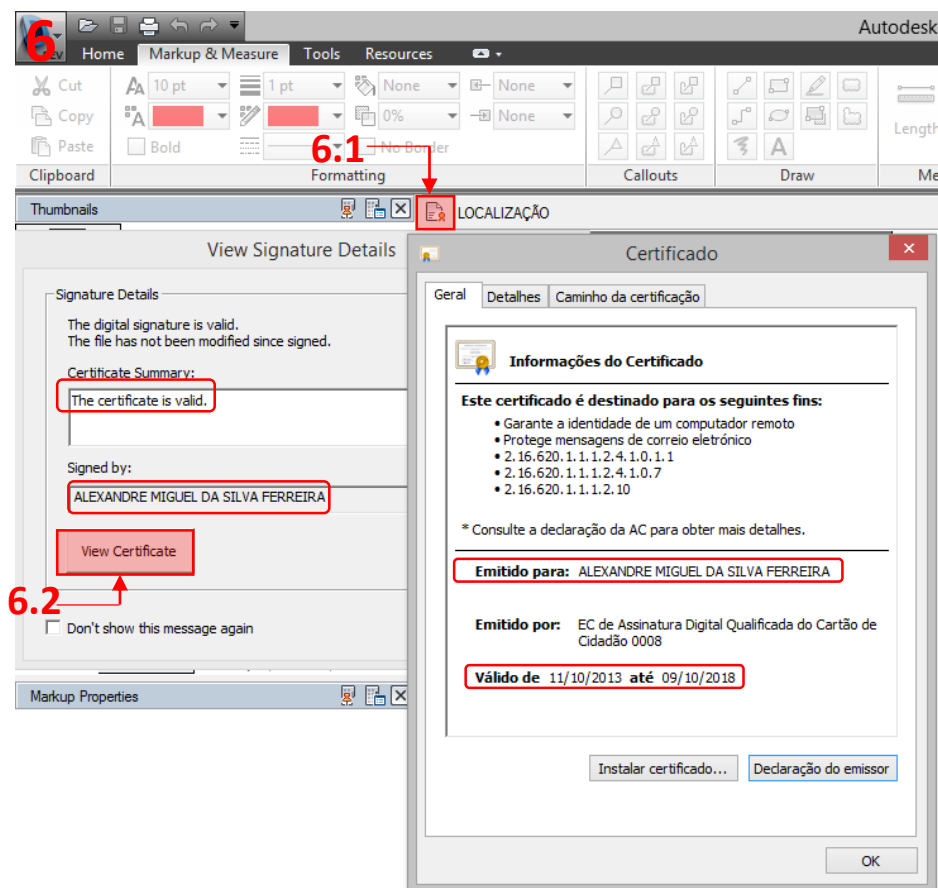 6
Autodesk
Home Markup & Measure Tools Resources
Cut 10 pt 1 pt None None
Copy 0% None
Paste Bold No Border
Length
6.1
Clipboard Formatting Callouts Draw Me
Thumbnails
LOCALIZAÇÃO
View Signature Details
Signature Details
The digital signature is valid.
The file has not been modified since signed.
Certificate Summary:
The certificate is valid.
Signed by:
ALEXANDRE MIGUEL DA SILVA FERREIRA
View Certificate
6.2
Don't show this message again
Markup Properties
Certificado
Geral Detalhes Caminho da certificação
Informações do Certificado
Este certificado é destinado para os seguintes fins:
• Garante a identidade de um computador remoto
• Protege mensagens de correio eletrónico
• 2.16.620.1.1.1.2.4.1.0.1.1
• 2.16.620.1.1.1.2.4.1.0.7
• 2.16.620.1.1.1.2.10
* Consulte a declaração da AC para obter mais detalhes.
Emitido para: ALEXANDRE MIGUEL DA SILVA FERREIRA
Emitido por: EC de Assinatura Digital Qualificada do Cartão de
Cidadão 0008
Válido de 11/10/2013 até 09/10/2018
Instalar certificado... Declaração do emissor
OK